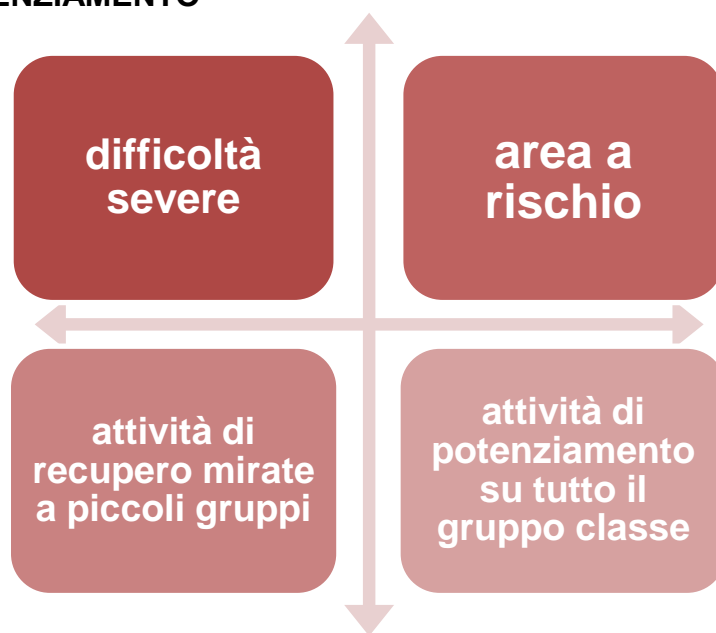 difficoltà
severe
area a
rischio
attività di
recupero mirate
a piccoli gruppi
attività di
potenziamento
su tutto il
gruppo classe